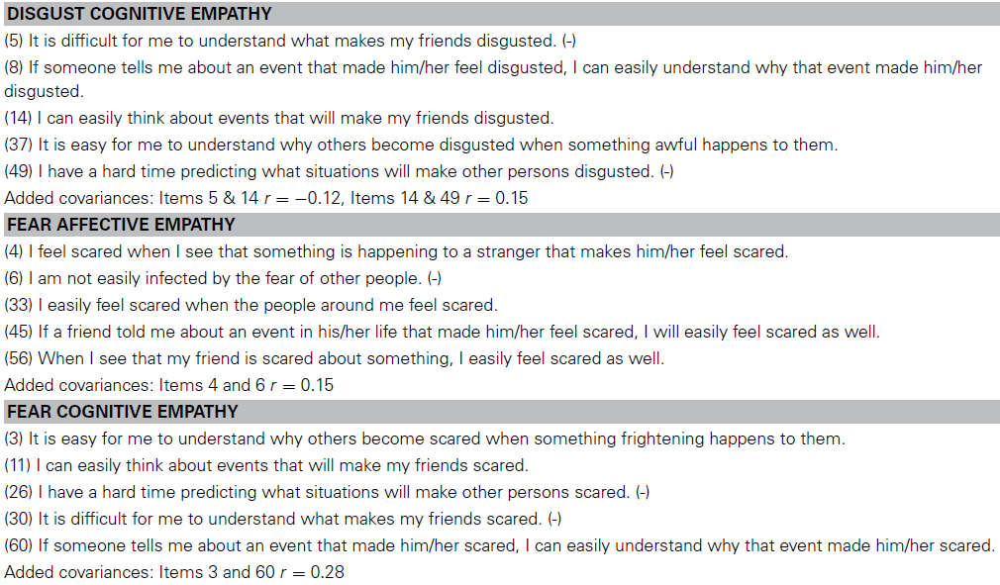 DISGUST COGNITIVE EMPATHY
(5) It is difficult for me to understand what makes my friends disgusted. (-)
(8) If someone tells me about an event that made him/her feel disgusted, I can easily understand why that event made him/her
disgusted.
(14) I can easily think about events that will make my friends disgusted.
(37) It is easy for me to understand why others become disgusted when something awful happens to them.
(49) I have a hard time predicting what situations will make other persons disgusted. (-)
Added covariances: Items 5 & 14 r = −0.12, Items 14 & 49 r = 0.15
FEAR AFFECTIVE EMPATHY
(4) I feel scared when I see that something is happening to a stranger that makes him/her feel scared.
(6) I am not easily infected by the fear of other people. (-)
(33) I easily feel scared when the people around me feel scared.
(45) If a friend told me about an event in his/her life that made him/her feel scared, I will easily feel scared as well.
(56) When I see that my friend is scared about something, I easily feel scared as well.
Added covariances: Items 4 and 6 r = 0.15
FEAR COGNITIVE EMPATHY
(3) It is easy for me to understand why others become scared when something frightening happens to them.
(11) I can easily think about events that will make my friends scared.
(26) I have a hard time predicting what situations will make other persons scared. (-)
(30) It is difficult for me to understand what makes my friends scared. (-)
(60) If someone tells me about an event that made him/her scared, I can easily understand why that event made him/her scared.
Added covariances: Items 3 and 60 r = 0.28